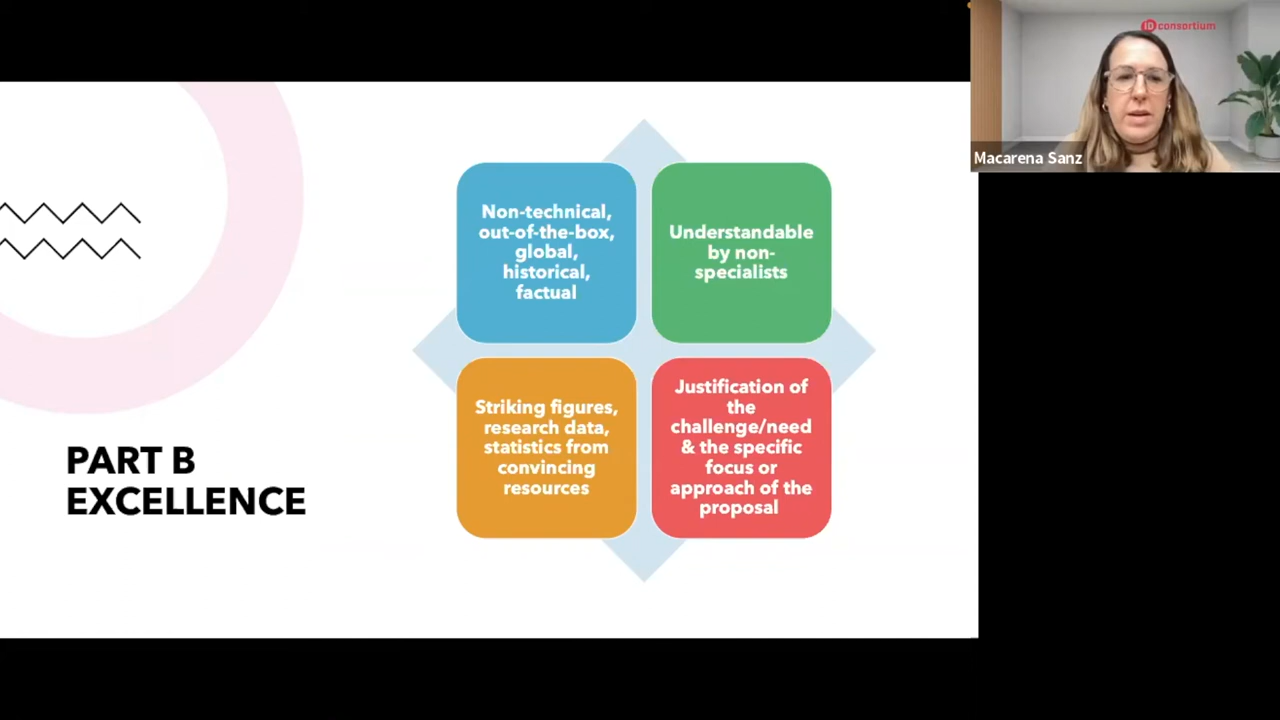 iD consortium
Macarena Sanz
Non-technical,
out-of-the-box,
global,
historical,
factual
Understandable
by non-
specialists
Striking figures,
research data,
statistics from
convincing
resources
Justification of
the
challenge/need
& the specific
focus or
approach of the
proposal
PART B
EXCELLENCE